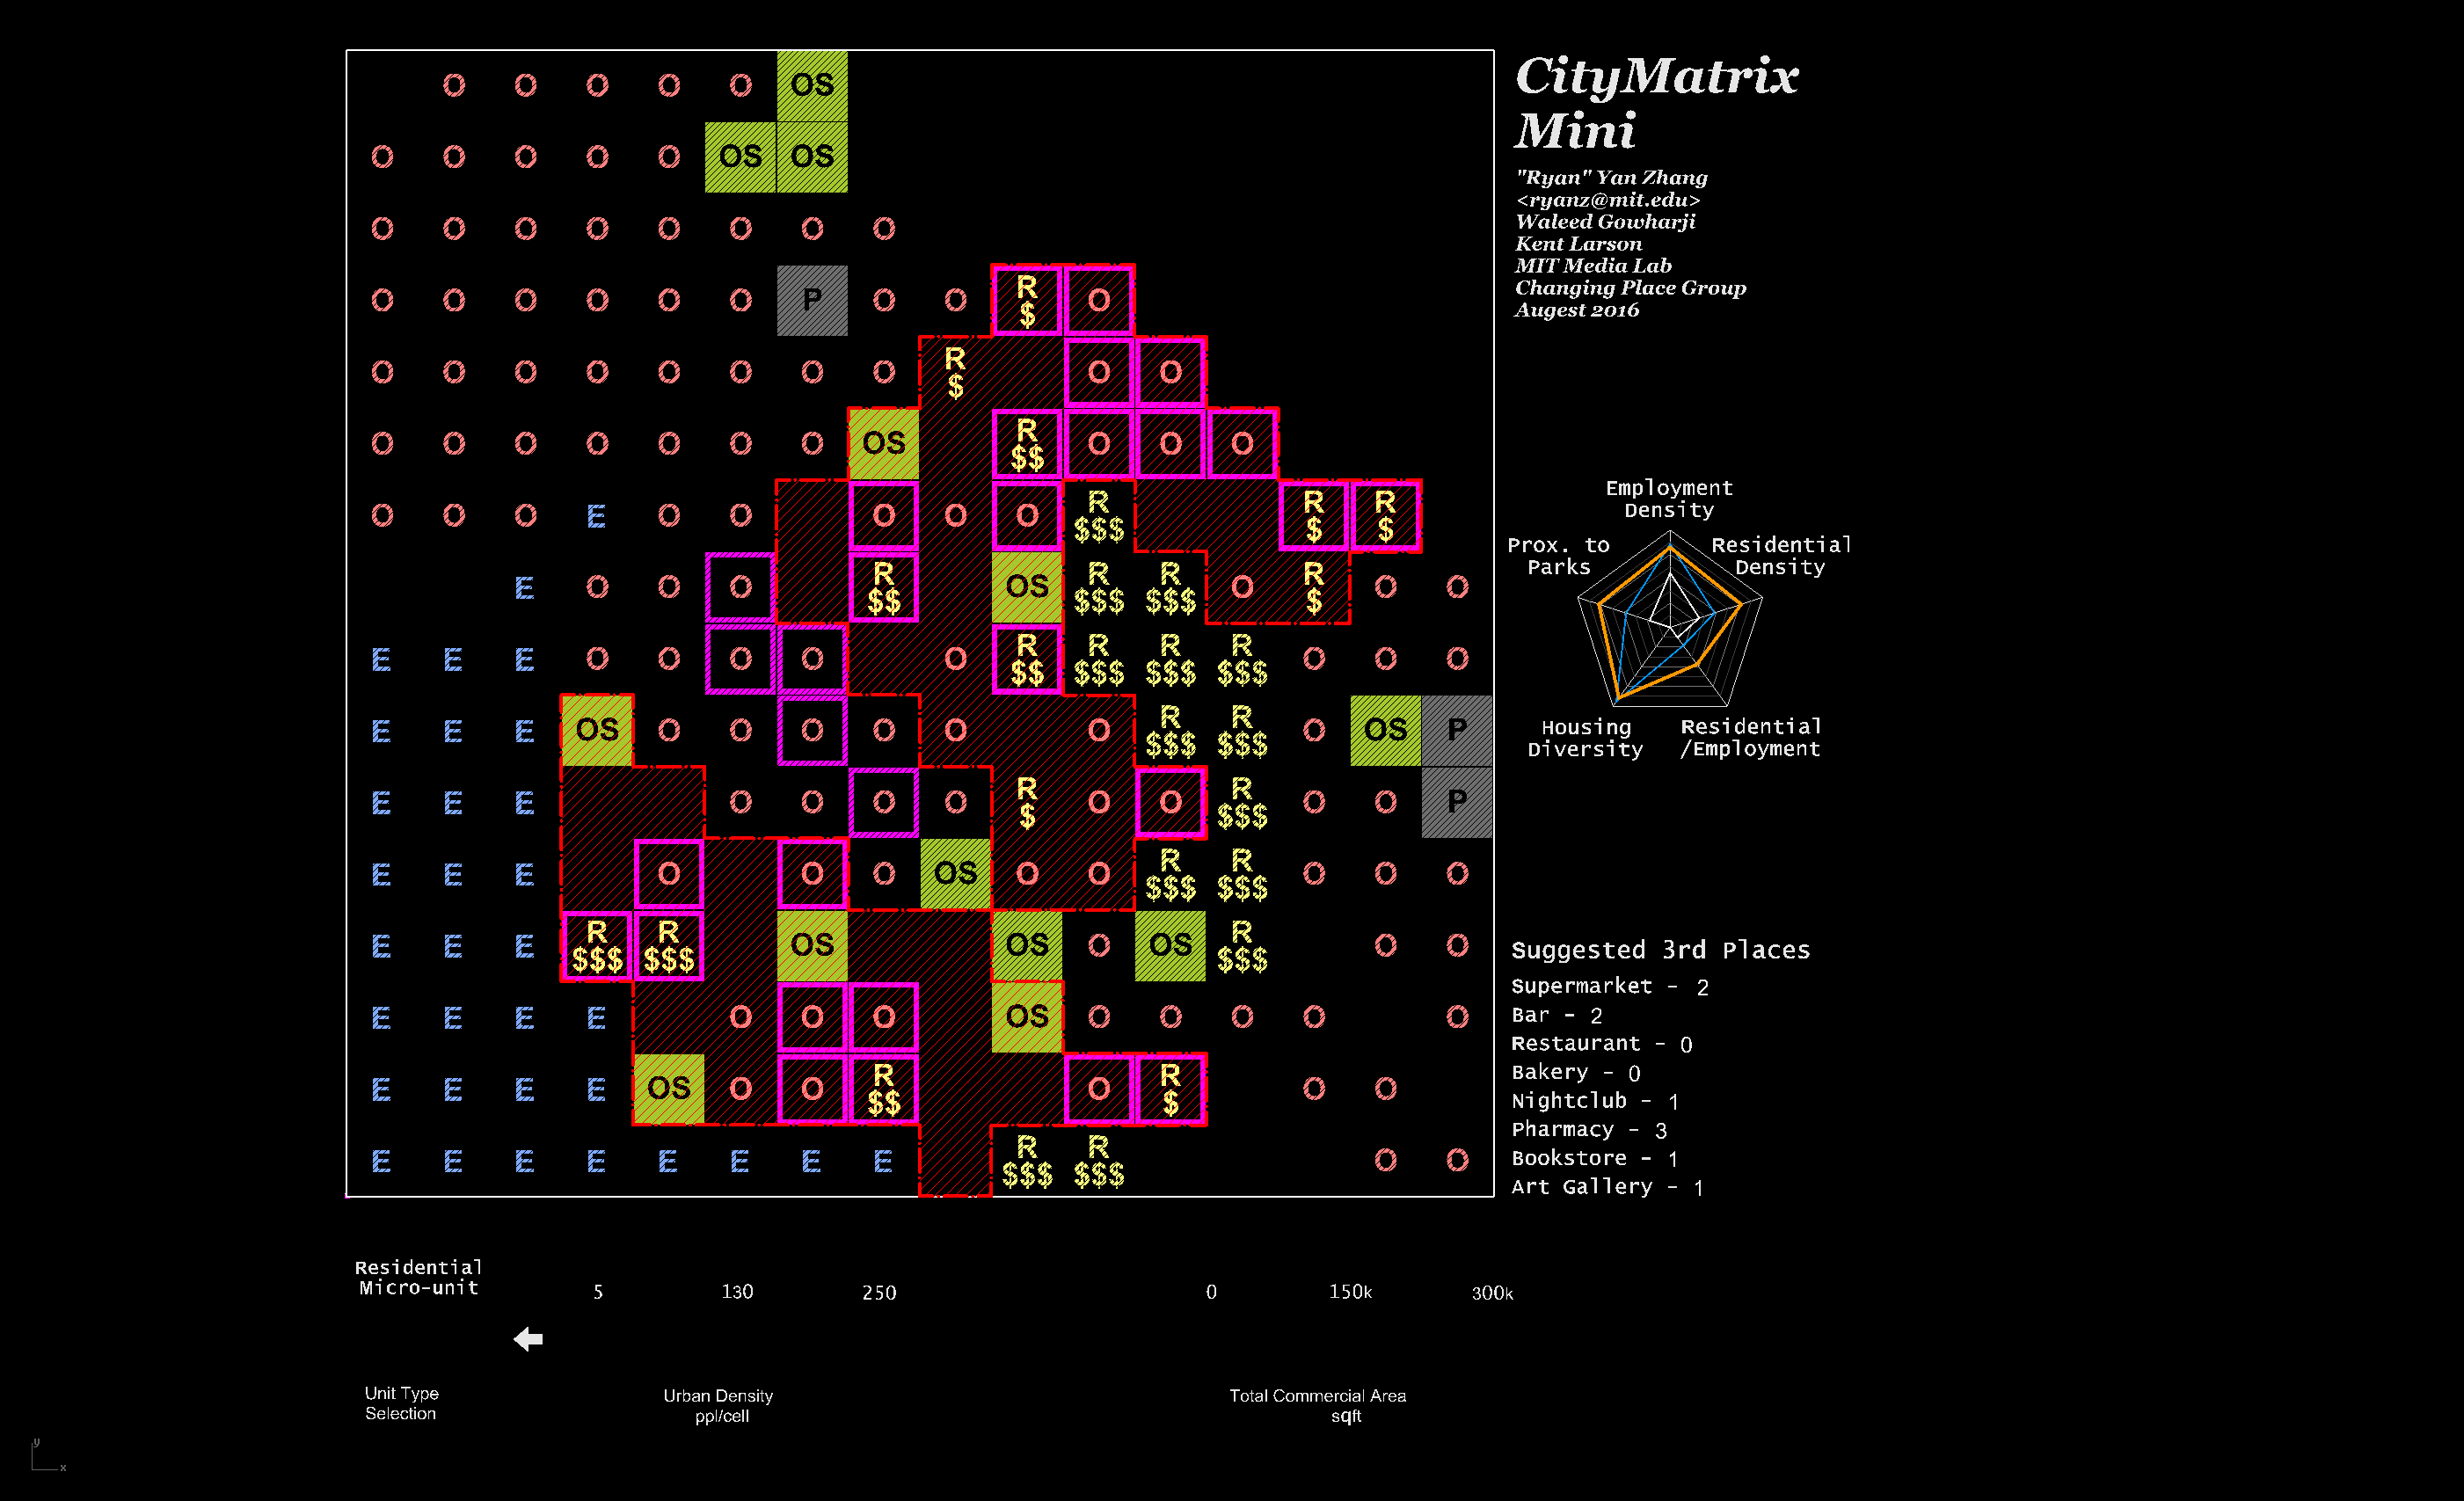 CityMatrix
Mini
"Ryan" Yan Zhang
<ryanz@mit.edu>
Waleed Gowharji
Kent Larson
MIT Media Lab
Changing Place Group
Augest 2016
O O O O O OS
O O O O O OS OS
O O O O O O O O
O O O O O O P O O R $ O
O O O O O O O O R $ O O
O O O O O O O OS R $$ O O O
O O O E O O O O O R $$$ R $ R $
E O O O R $$ OS R $$$ R $$$ O R $ O O
E E E O O O O O R $$ R $$$ R $$$ R $$$ O O O
E E E OS O O O O O O R $$$ R $$$ O OS P
E E E O O O O R $ O O R $$$ O O P
E E E O O O OS O O R $$$ R $$$ O O O
E E E R $$$ R $$$ OS OS O OS R $$$ O O
E E E E O O O OS O O O O O
E E E E OS O O R $$ O R $ O O
E E E E E E E E R $$$ R $$$ O O
Employment
Density
Prox. to
Parks
Residential
Density
Housing
Diversity
Residential
/Employment
Suggested 3rd Places
Supermarket - 2
Bar - 2
Restaurant - 0
Bakery - 0
Nightclub - 1
Pharmacy - 3
Bookstore - 1
Art Gallery - 1
Residential
Micro-unit
5 130 250
0 150k 300k
Unit Type
Selection
Urban Density
ppl/cell
Total Commercial Area
sqft
y
x